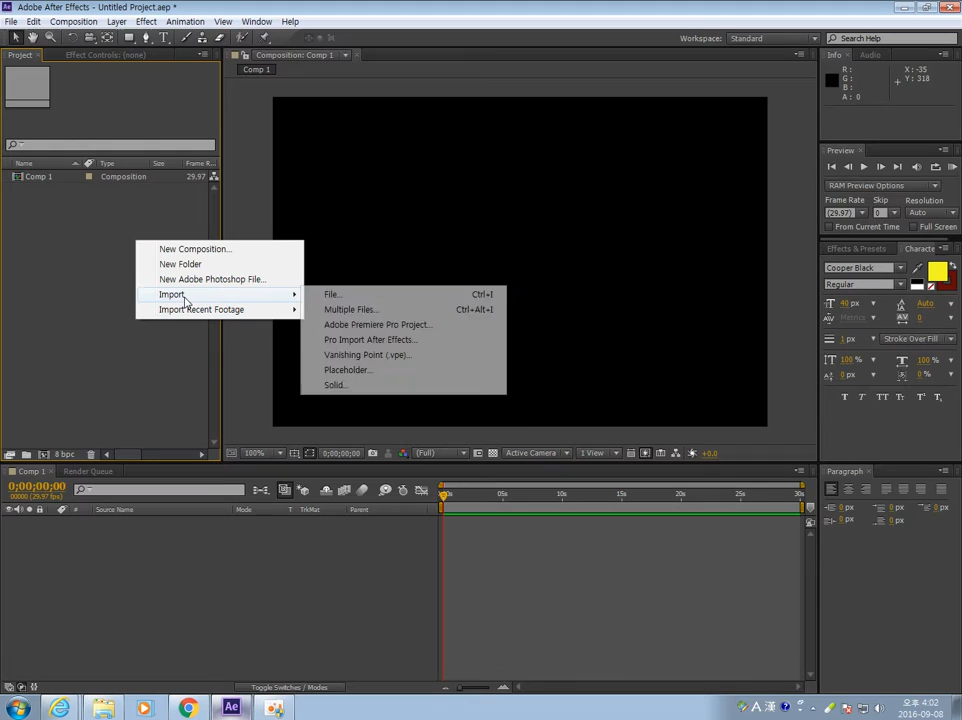 Adobe After Effects - Untitled Project.aep *
File Edit Composition Layer Effect Animation View Window Help
Workspace: Standard Search Help
Project Effect Controls: (none) Composition: Comp 1 Info Audio
Comp 1
R :
G :
B :
A : 0
X : -35
Y : 318
Preview
RAM Preview Options
Frame Rate Skip Resolution
(29.97) 0 Auto
From Current Time Full Screen
Name Type Size Frame R...
Comp 1 Composition 29.97
New Composition...
New Folder
New Adobe Photoshop File...
Import
Import Recent Footage
File... Ctrl+I
Multiple Files... Ctrl+Alt+I
Adobe Premiere Pro Project...
Pro Import After Effects...
Vanishing Point (.vpe)...
Placeholder...
Solid...
Effects & Presets Characte
Cooper Black
Regular
40 px Auto
Metrics 0
1 px Stroke Over Fill
100 % 100 %
0 px 0 %
T T TT Tr T¹ T₁
8 bpc
100% 0;00;00;00 (Full) Active Camera 1 View +0.0
Comp 1 Render Queue
0;00;00;00
00000 (29.97 fps)
05s 10s 15s 20s 25s 30s
# Source Name Mode T TrkMat Parent
Paragraph
0 px 0 px 0 px
0 px 0 px
Toggle Switches / Modes
Ae
A 漢
오후 4:02
2016-09-08